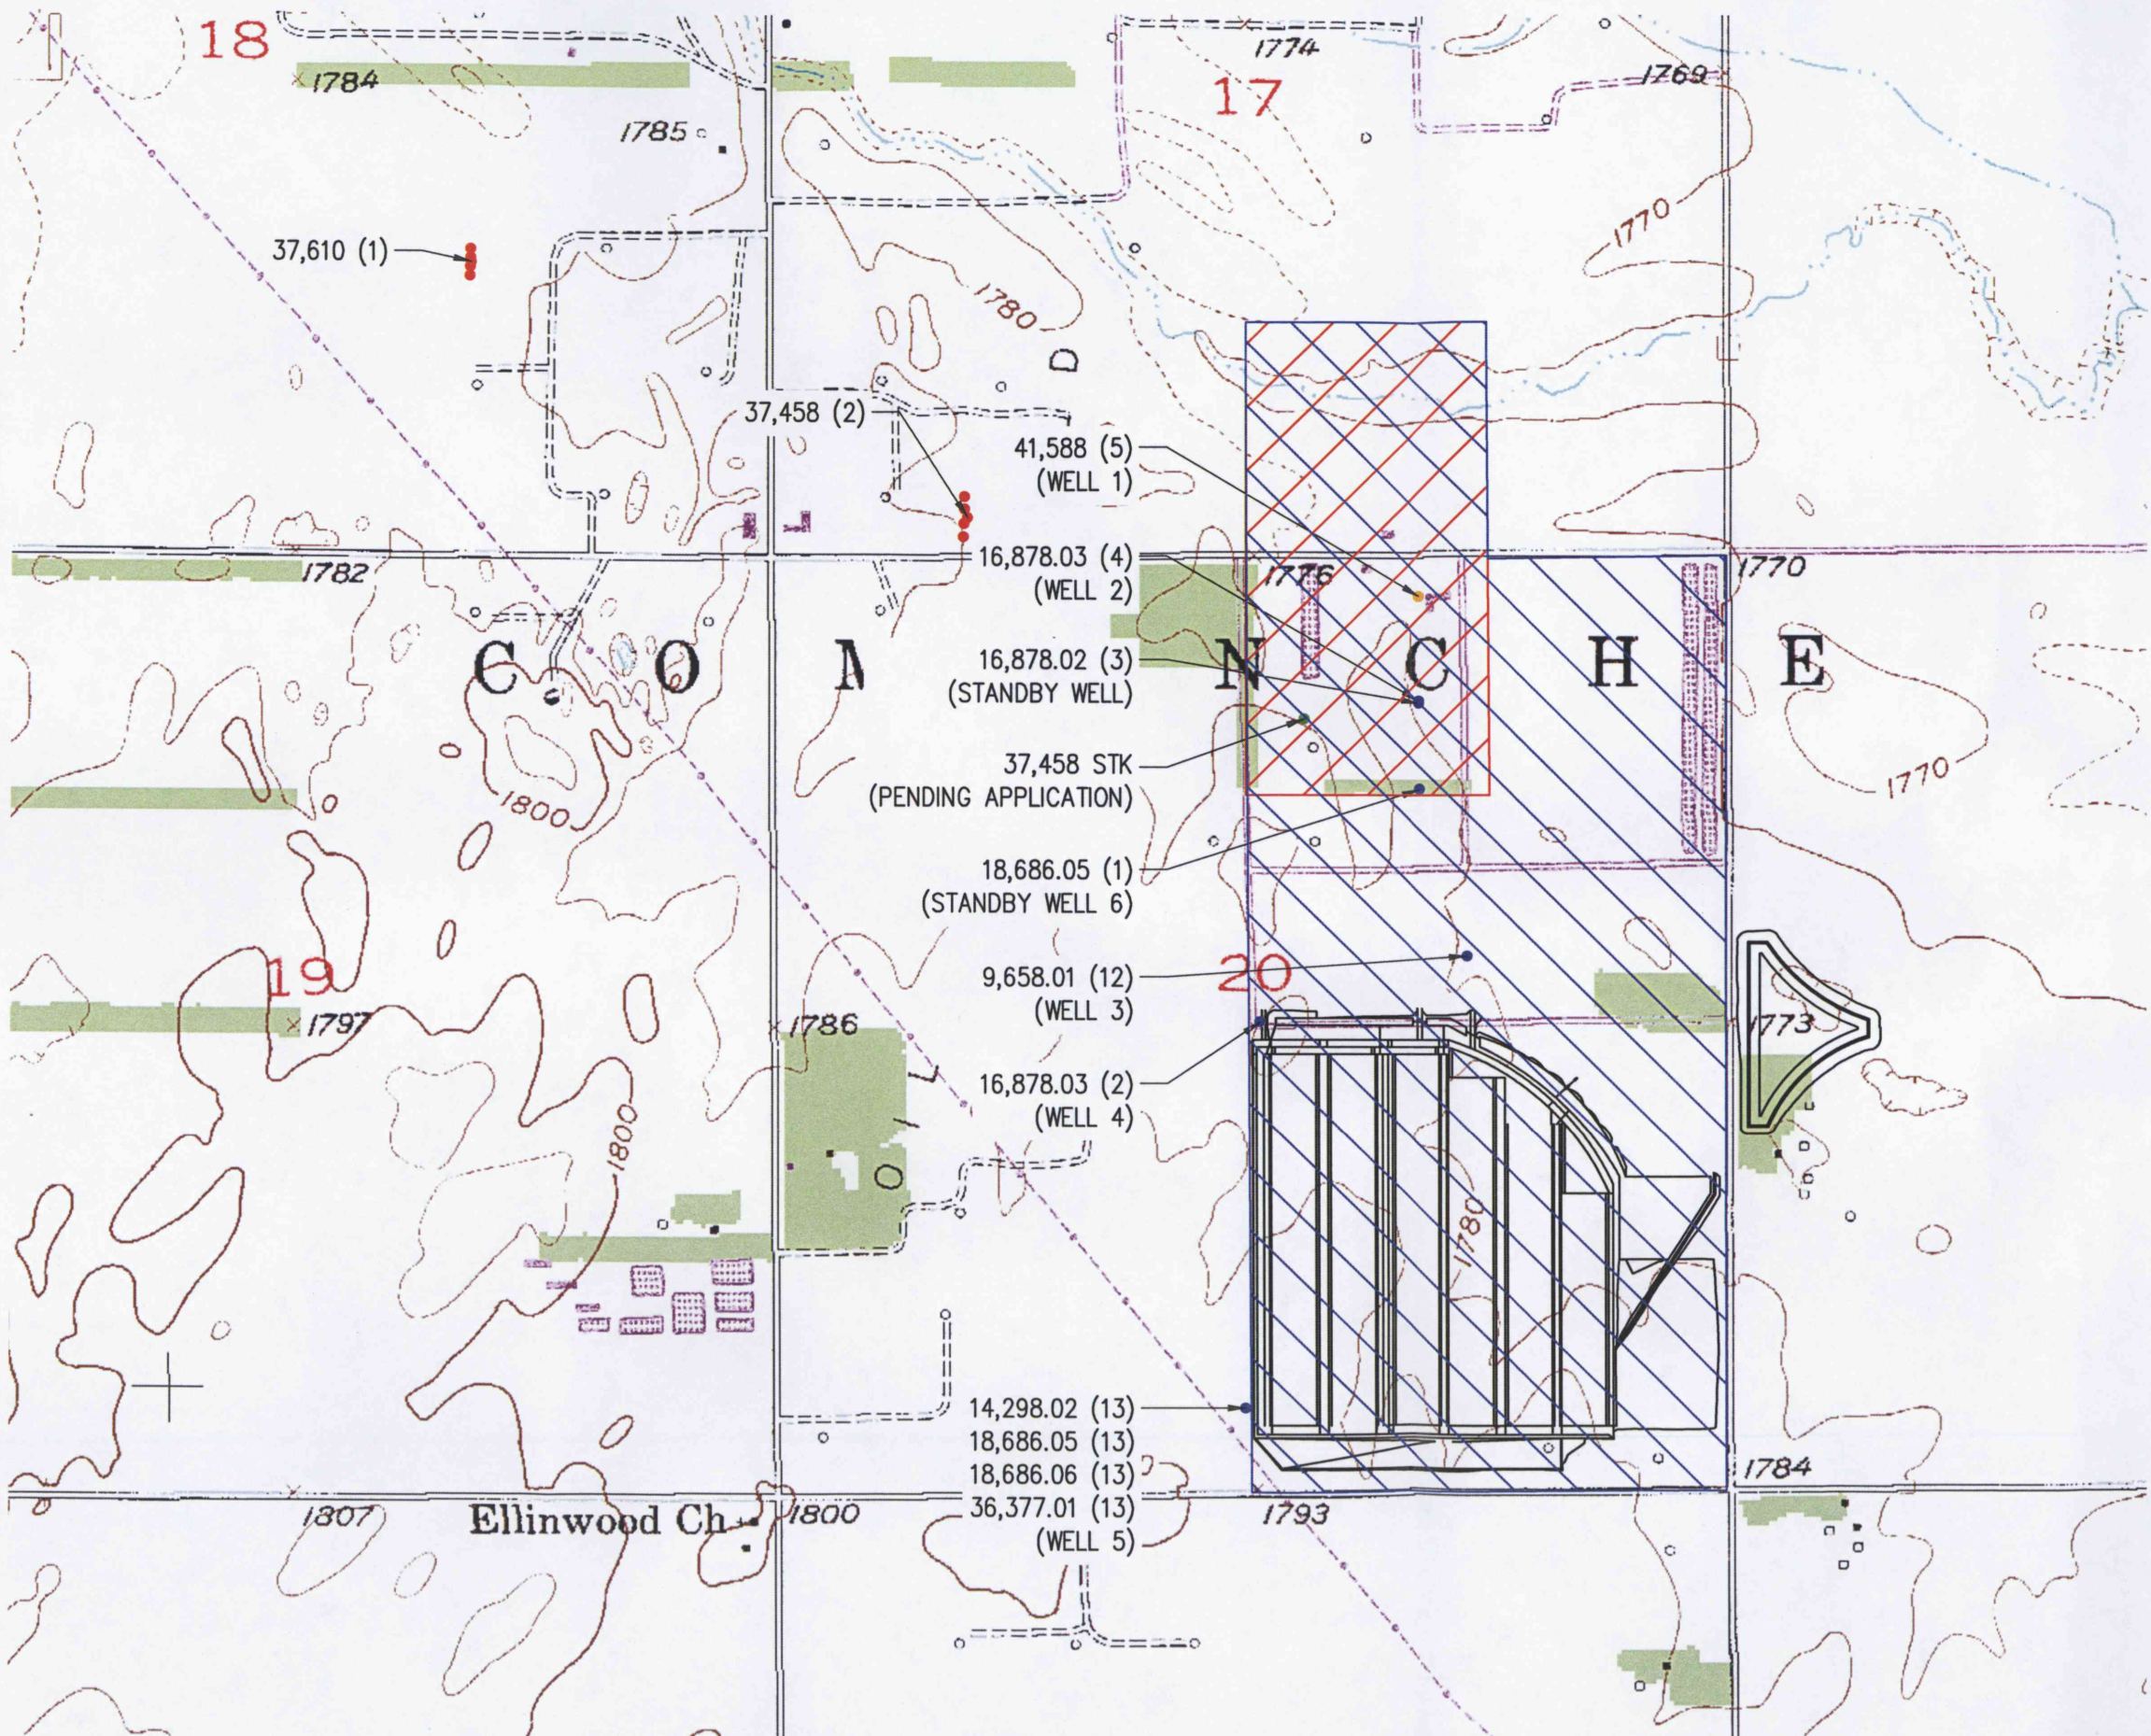 18
1784
1774
1769
17
1785
37,610 (1)
1770
1780
D
37,458 (2)
41,588 (5)
(WELL 1)
16,878.03 (4)
(WELL 2)
1782
1776
1770
C O N C H E
16,878.02 (3)
(STANDBY WELL)
37,458 STK
(PENDING APPLICATION)
1800
1770
18,686.05 (1)
(STANDBY WELL 6)
19
20
9,658.01 (12)
(WELL 3)
1797
1786
1773
L
16,878.03 (2)
(WELL 4)
1800
I
O
1780
14,298.02 (13)
18,686.05 (13)
18,686.06 (13)
36,377.01 (13)
(WELL 5)
1784
1807
Ellinwood Ch
1800
1793